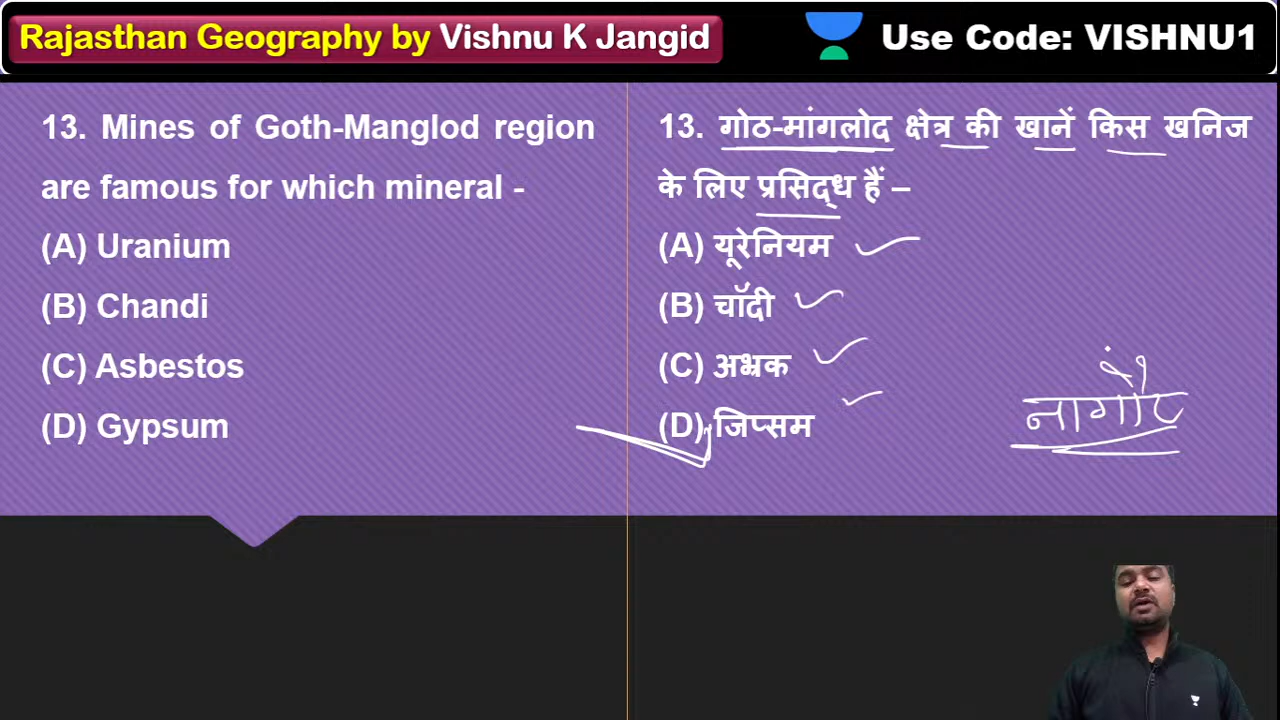 Rajasthan Geography by Vishnu K Jangid
Use Code: VISHNU1
13. Mines of Goth-Manglod region
are famous for which mineral -
(A) Uranium
(B) Chandi
(C) Asbestos
(D) Gypsum
13. गोठ-मांगलोद क्षेत्र की खानें किस खनिज
के लिए प्रसिद्ध हैं –
(A) यूरेनियम
(B) चॉदी
(C) अभ्रक
(D) जिप्सम
नागौर